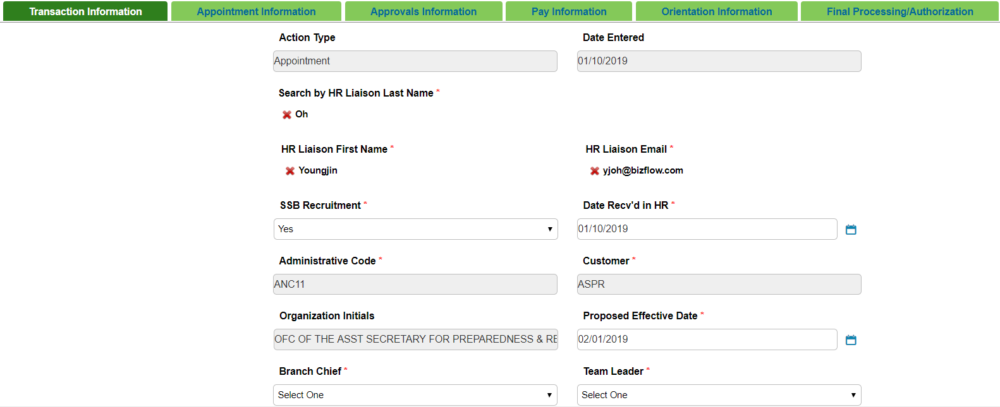 Transaction Information Appointment Information Approvals Information Pay Information Orientation Information Final Processing/Authorization
Action Type Date Entered
Appointment 01/10/2019
Search by HR Liaison Last Name *
Oh
HR Liaison First Name * HR Liaison Email *
Youngjin yjoh@bizflow.com
SSB Recruitment * Date Recv'd in HR *
Yes 01/10/2019
Administrative Code * Customer *
ANC11 ASPR
Organization Initials Proposed Effective Date *
OFC OF THE ASST SECRETARY FOR PREPAREDNESS & RE 02/01/2019
Branch Chief * Team Leader *
Select One Select One